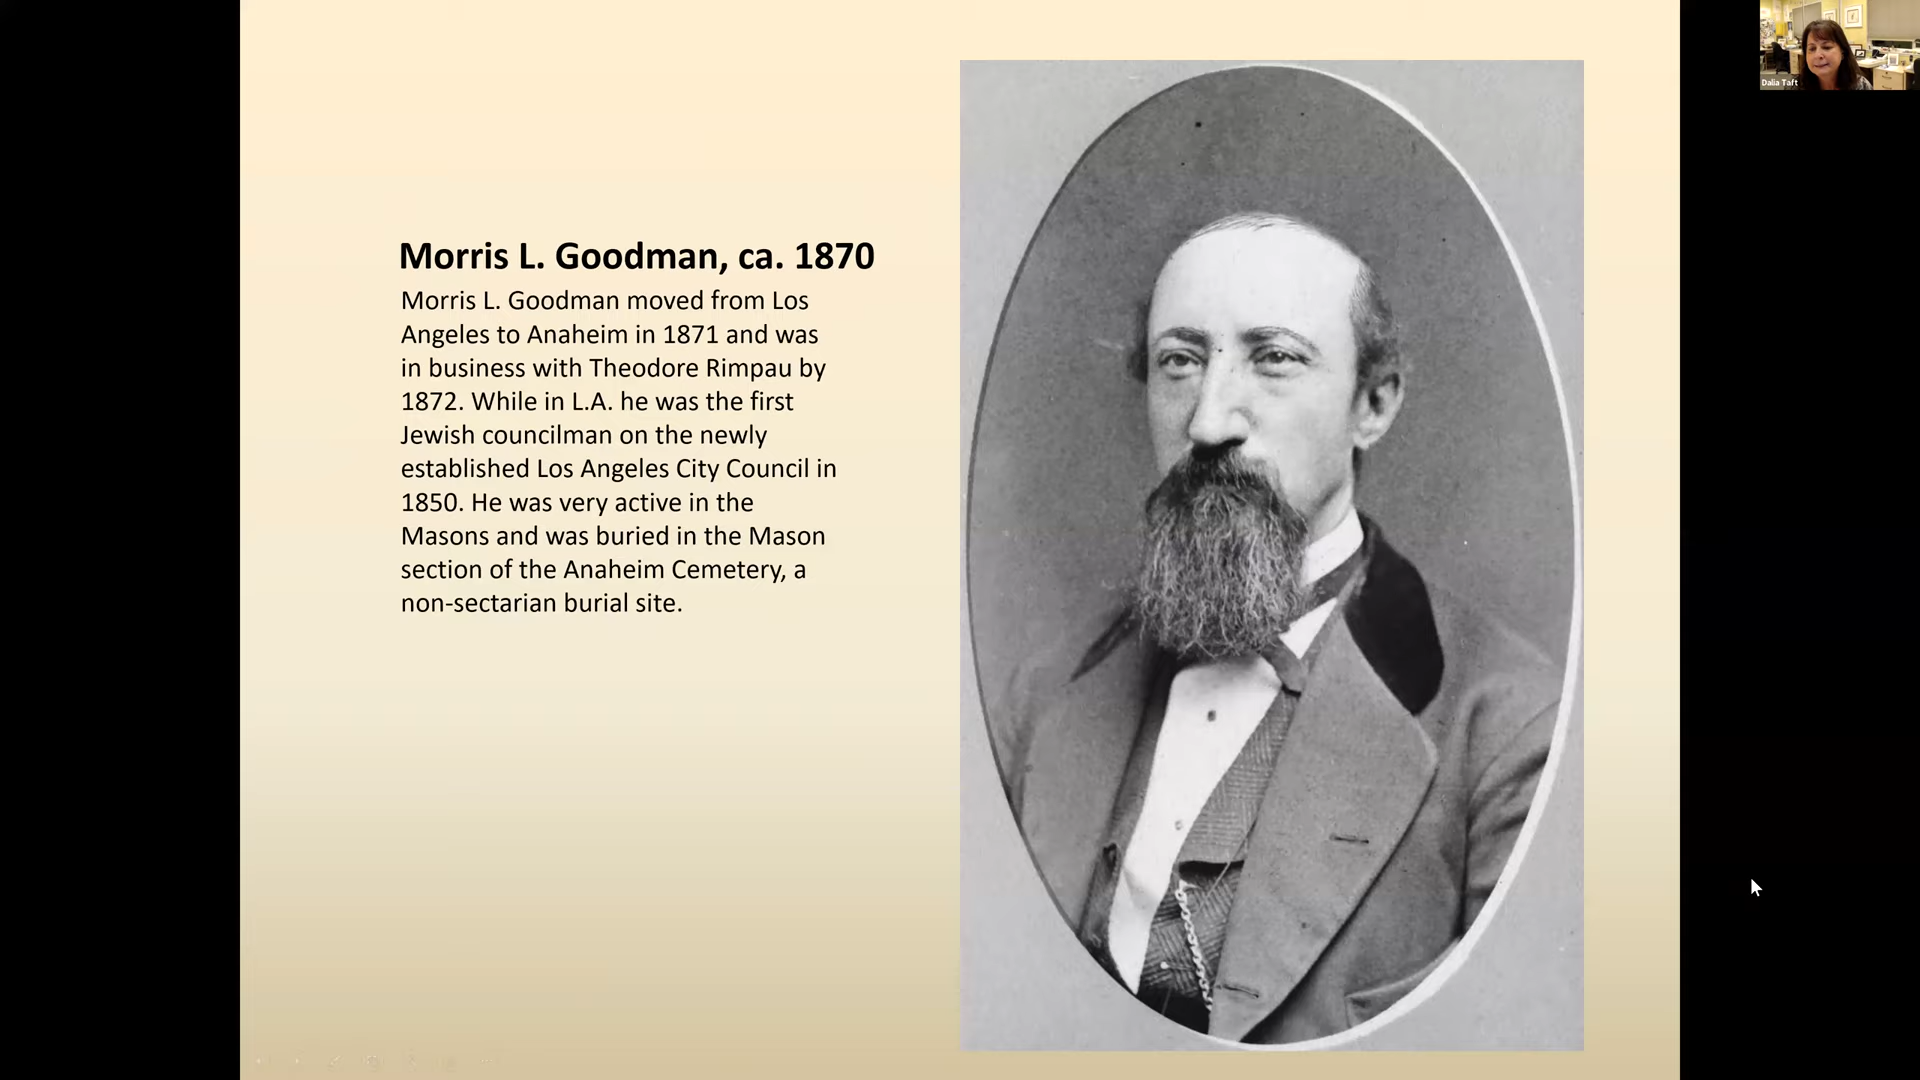 Morris L. Goodman, ca. 1870
Morris L. Goodman moved from Los
Angeles to Anaheim in 1871 and was
in business with Theodore Rimpau by
1872. While in L.A. he was the first
Jewish councilman on the newly
established Los Angeles City Council in
1850. He was very active in the
Masons and was buried in the Mason
section of the Anaheim Cemetery, a
non-sectarian burial site.
Dalia Taft